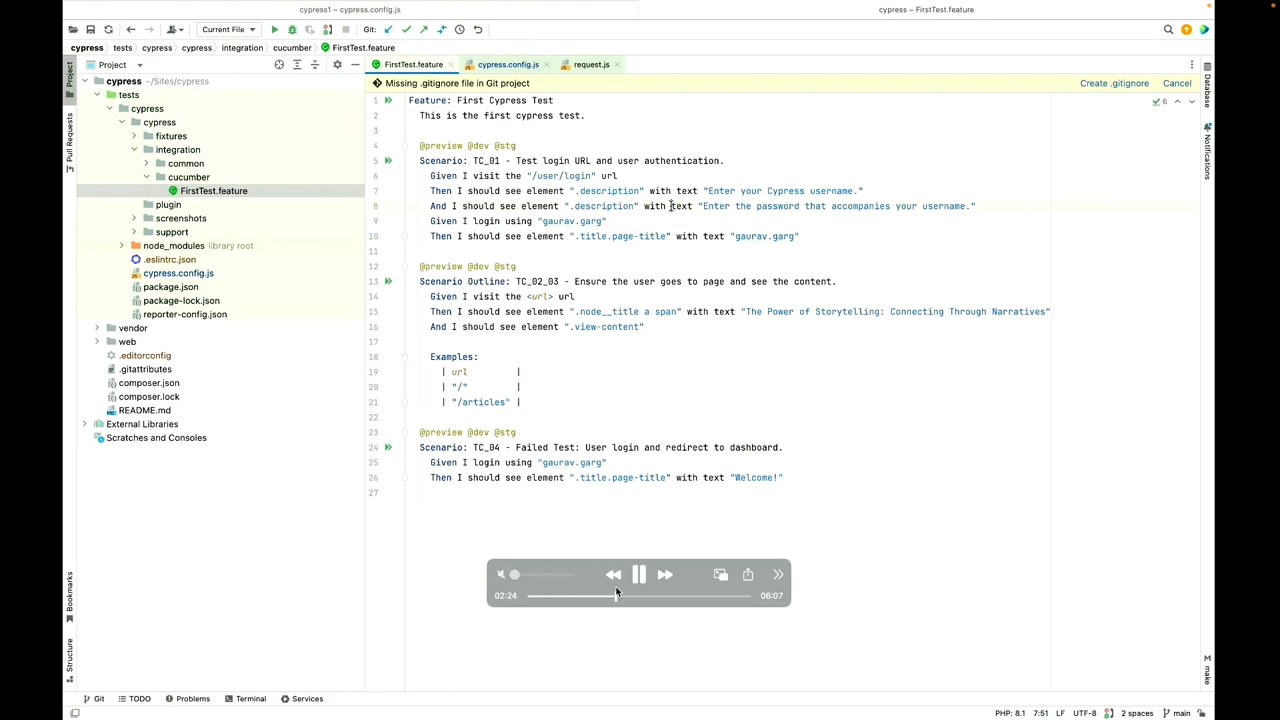 cypress1 – cypress.config.js
cypress – FirstTest.feature
Current File
Git:
cypress
tests
cypress
cypress
integration
cucumber
FirstTest.feature
Project
FirstTest.feature
cypress.config.js
request.js
Missing .gitignore file in Git project
Create .gitignore
Cancel
Project
Pull Requests
Bookmarks
Structure
cypress ~/Sites/cypress
tests
cypress
cypress
fixtures
integration
common
cucumber
FirstTest.feature
plugin
screenshots
support
node_modules library root
.eslintrc.json
cypress.config.js
package.json
package-lock.json
reporter-config.json
vendor
web
.editorconfig
.gitattributes
composer.json
composer.lock
README.md
External Libraries
Scratches and Consoles
6
1 Feature: First Cypress Test
2 This is the first cypress test.
3
4 @preview @dev @stg
5 Scenario: TC_01 - Test login URL and user authentication.
6 Given I visit the "/user/login" url
7 Then I should see element ".description" with text "Enter your Cypress username."
8 And I should see element ".description" with text "Enter the password that accompanies your username."
9 Given I login using "gaurav.garg"
10 Then I should see element ".title.page-title" with text "gaurav.garg"
11
12 @preview @dev @stg
13 Scenario Outline: TC_02_03 - Ensure the user goes to page and see the content.
14 Given I visit the <url> url
15 Then I should see element ".node__title a span" with text "The Power of Storytelling: Connecting Through Narratives"
16 And I should see element ".view-content"
17
18 Examples:
19 | url |
20 | "/" |
21 | "/articles" |
22
23 @preview @dev @stg
24 Scenario: TC_04 - Failed Test: User login and redirect to dashboard.
25 Given I login using "gaurav.garg"
26 Then I should see element ".title.page-title" with text "Welcome!"
27
Database
Notifications
make
02:24
06:07
Git
TODO
Problems
Terminal
Services
PHP: 8.1
7:51
LF
UTF-8
2 spaces
main